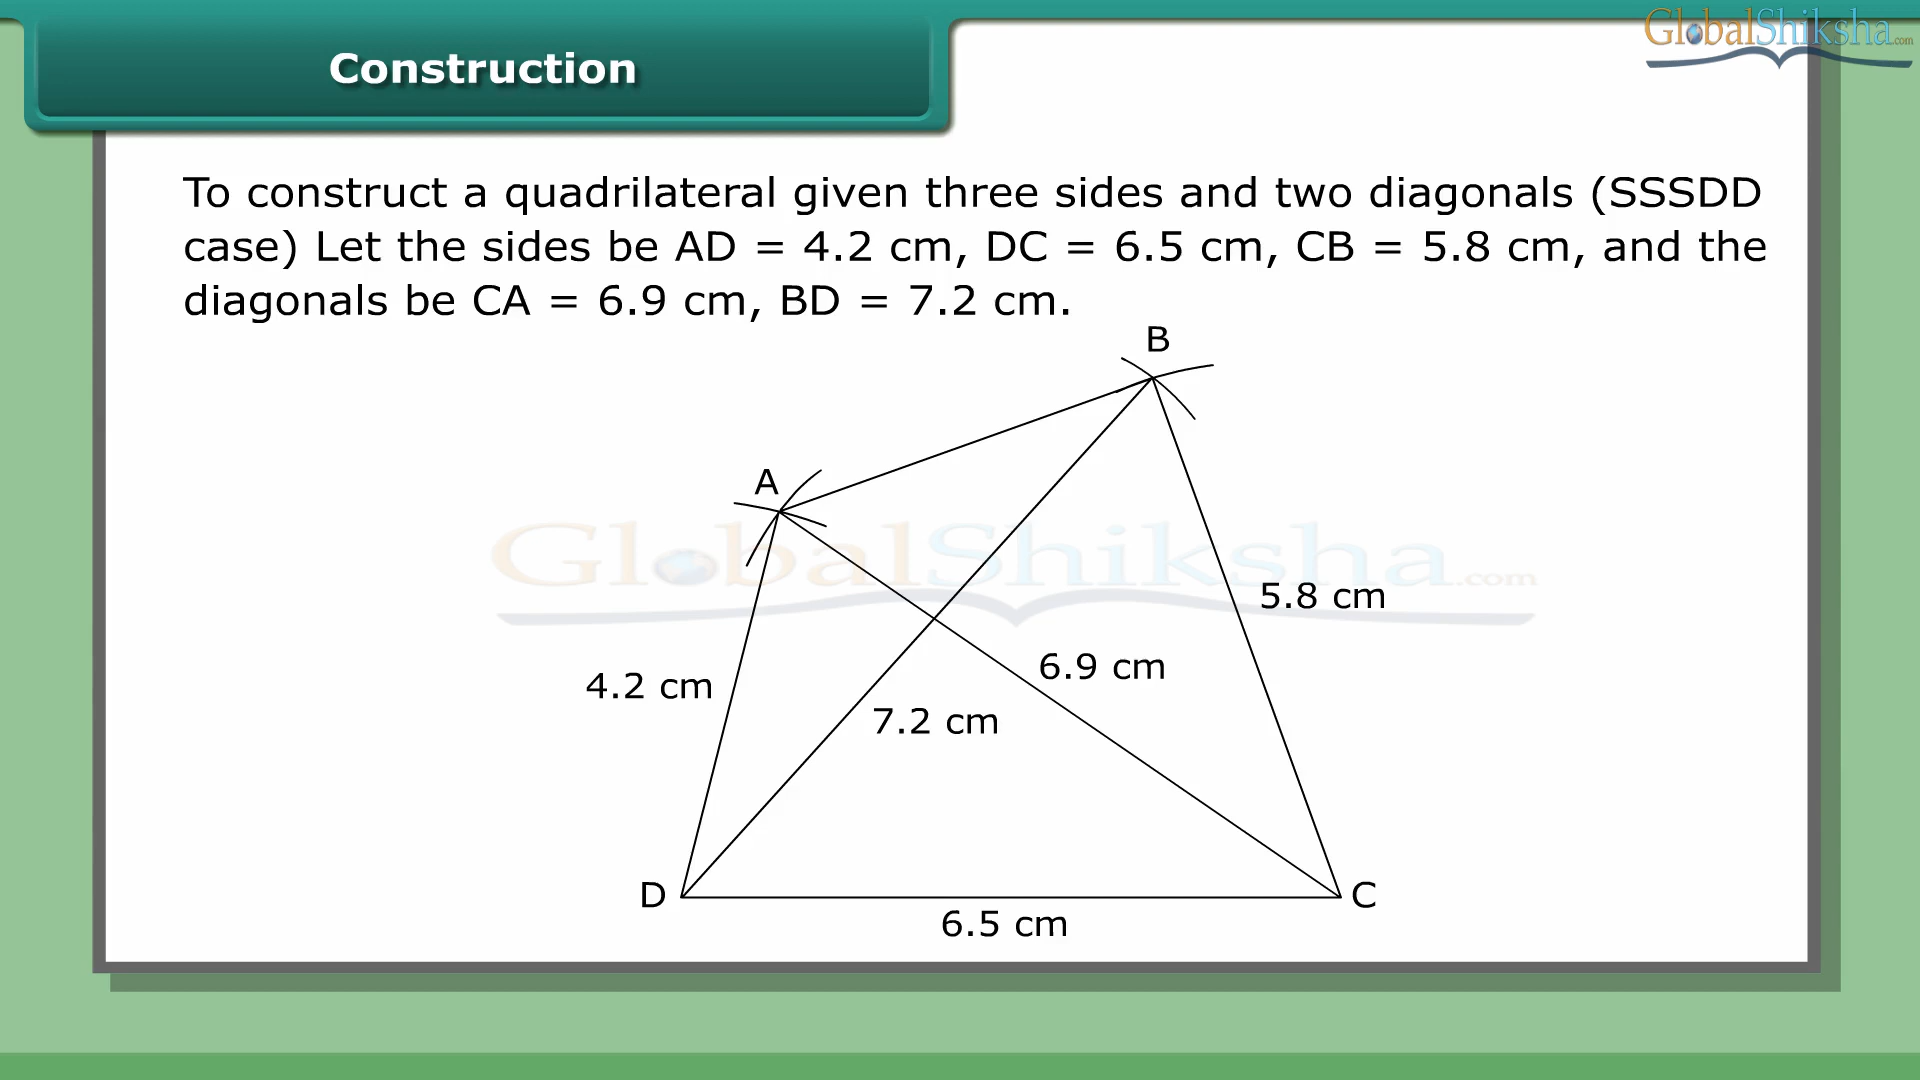 GlobalShiksha.com
Construction
To construct a quadrilateral given three sides and two diagonals (SSSDD
case) Let the sides be AD = 4.2 cm, DC = 6.5 cm, CB = 5.8 cm, and the
diagonals be CA = 6.9 cm, BD = 7.2 cm.
B
A
GlobalShiksha.com
5.8 cm
6.9 cm
4.2 cm
7.2 cm
D
C
6.5 cm